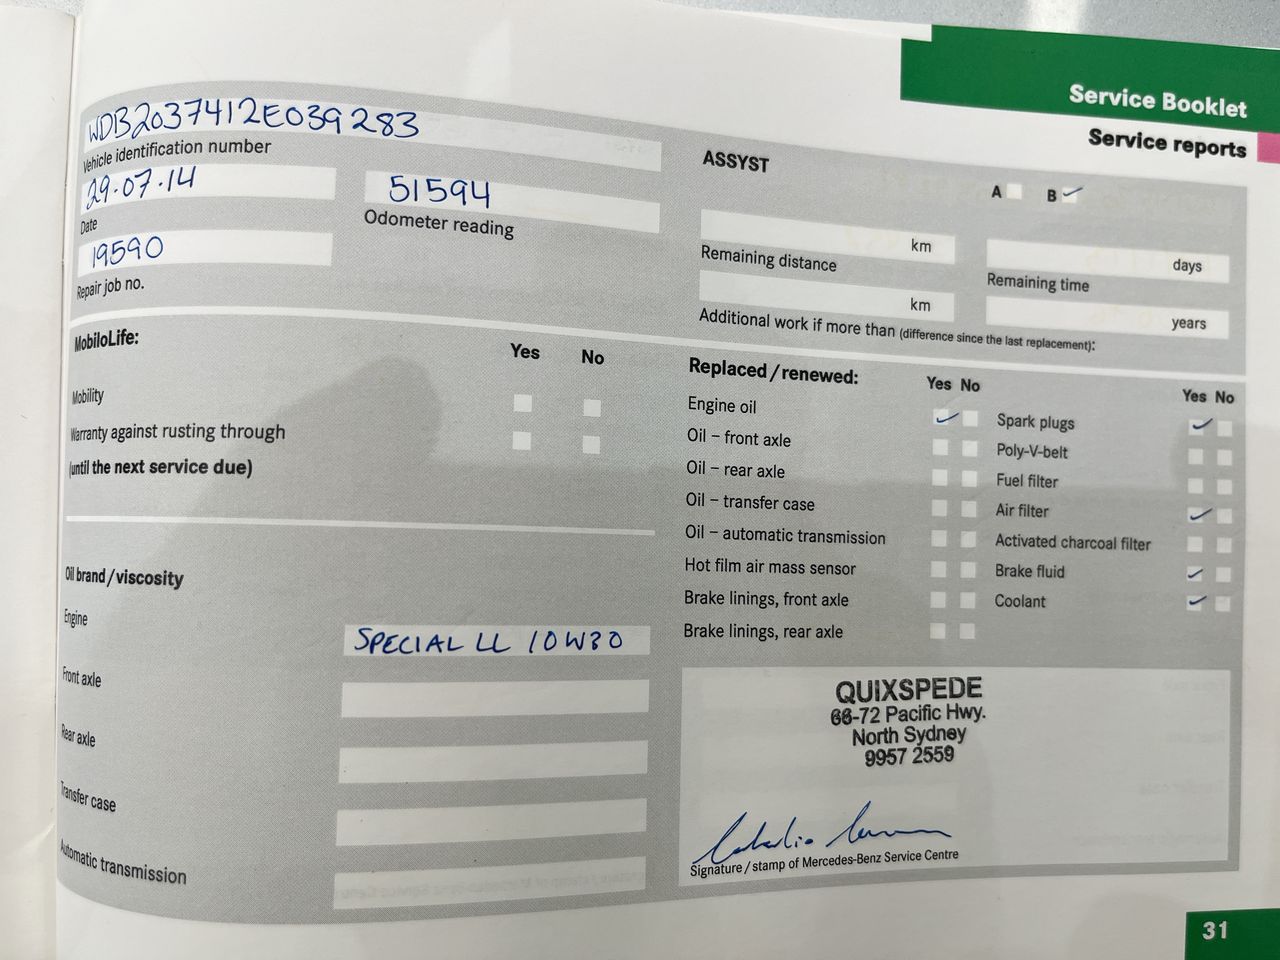 Service Booklet
Service reports
WDB2037412E039283
Vehicle identification number
29.07.14
Date
51594
Odometer reading
19590
Repair job no.
ASSYST
A B
km
Remaining distance
days
Remaining time
km
years
Additional work if more than (difference since the last replacement):
MobiloLife:
Yes No
Mobility
Warranty against rusting through
(until the next service due)
Oil brand/viscosity
Engine
SPECIAL LL 10W30
Front axle
Rear axle
Transfer case
Automatic transmission
Replaced/renewed:
Yes No
Engine oil
Oil – front axle
Oil – rear axle
Oil – transfer case
Oil – automatic transmission
Hot film air mass sensor
Brake linings, front axle
Brake linings, rear axle
Yes No
Spark plugs
Poly-V-belt
Fuel filter
Air filter
Activated charcoal filter
Brake fluid
Coolant
QUIXSPEDE
66-72 Pacific Hwy.
North Sydney
9957 2559
Signature/stamp of Mercedes-Benz Service Centre
31